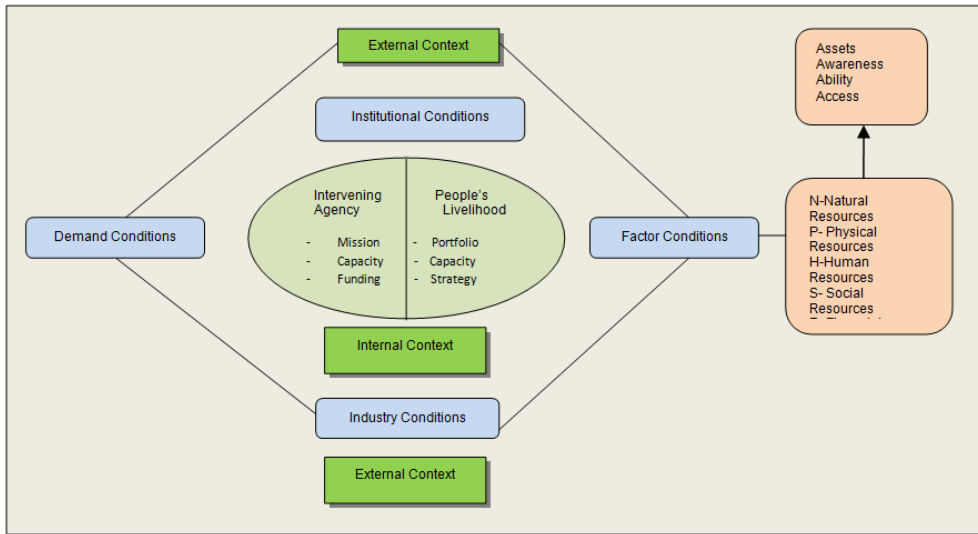 External Context
Assets
Awareness
Ability
Access
Institutional Conditions
Intervening
Agency
- Mission
- Capacity
- Funding
People's
Livelihood
- Portfolio
- Capacity
- Strategy
Demand Conditions
Factor Conditions
N-Natural
Resources
P- Physical
Resources
H-Human
Resources
S- Social
Resources
Internal Context
Industry Conditions
External Context